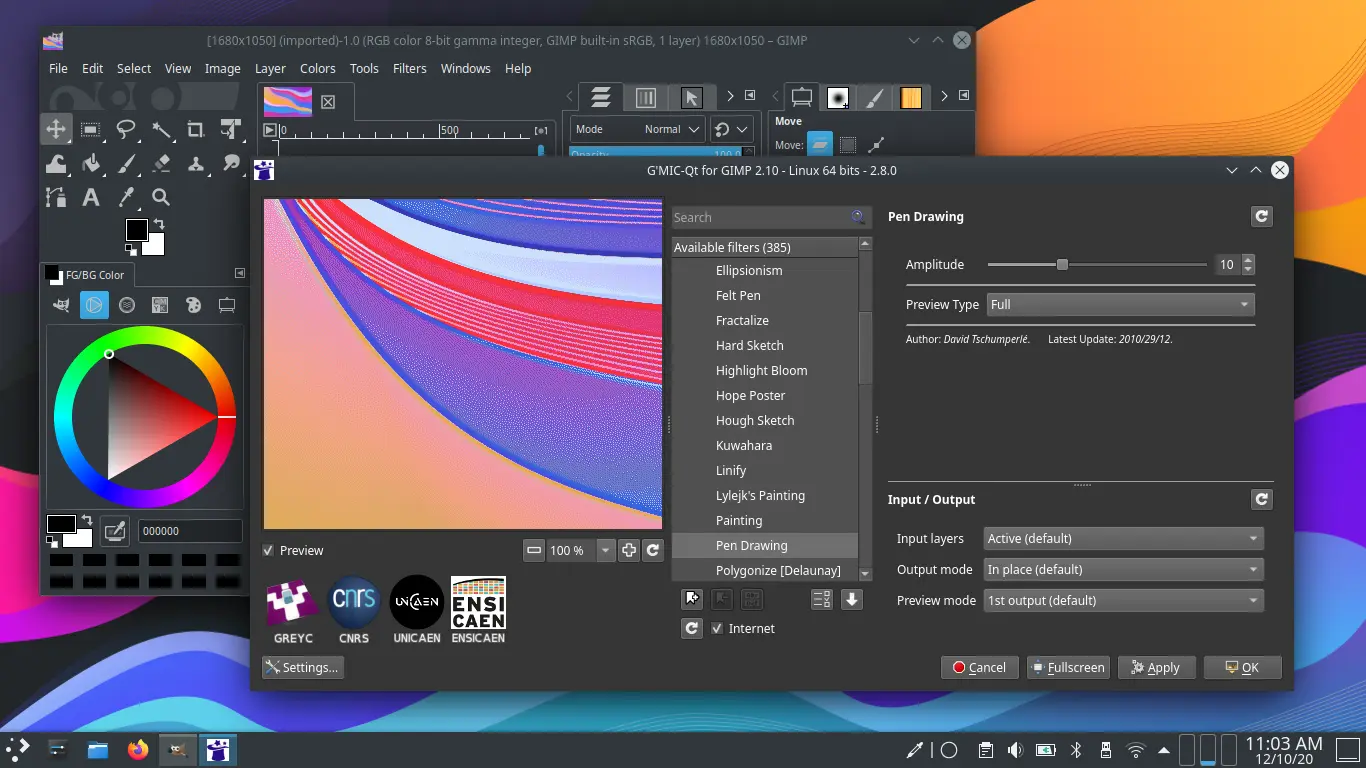 [1680x1050] (imported)-1.0 (RGB color 8-bit gamma integer, GIMP built-in sRGB, 1 layer) 1680x1050 – GIMP
File Edit Select View Image Layer Colors Tools Filters Windows Help
0 500
Mode Normal
Opacity 100.0
Move
Move:
FG/BG Color
000000
G'MIC-Qt for GIMP 2.10 - Linux 64 bits - 2.8.0
Search
Available filters (385)
Ellipsionism
Felt Pen
Fractalize
Hard Sketch
Highlight Bloom
Hope Poster
Hough Sketch
Kuwahara
Linify
Lylejk's Painting
Painting
Pen Drawing
Polygonize [Delaunay]
Internet
Preview
100 %
cnrs
UNICAEN
ENSI
CAEN
GREYC CNRS UNICAEN ENSICAEN
Settings...
Pen Drawing
Amplitude 10
Preview Type Full
Author: David Tschumperlé. Latest Update: 2010/29/12.
Input / Output
Input layers Active (default)
Output mode In place (default)
Preview mode 1st output (default)
Cancel Fullscreen Apply OK
11:03 AM
12/10/20